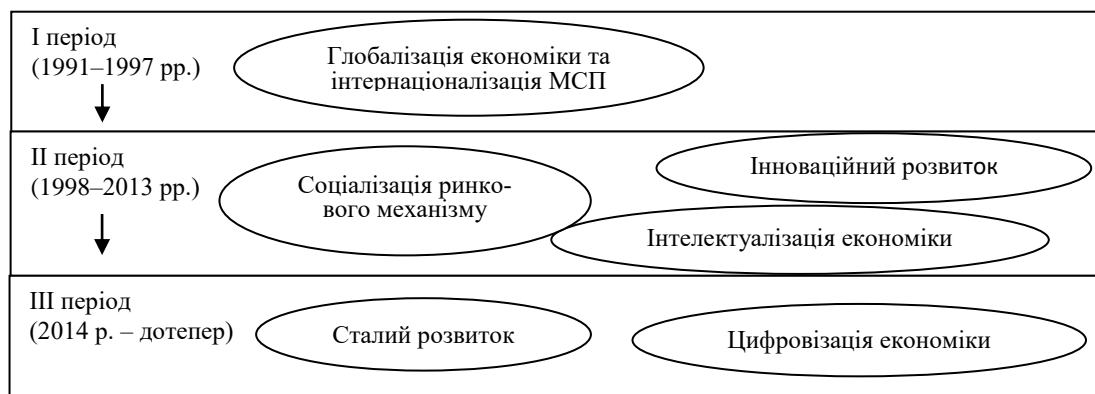 І період
(1991–1997 рр.)
Глобалізація економіки та
інтернаціоналізація МСП
ІІ період
(1998–2013 рр.)
Соціалізація ринко-
вого механізму
Інноваційний розвиток
Інтелектуалізація економіки
ІІІ період
(2014 р. – дотепер)
Сталий розвиток
Цифровізація економіки